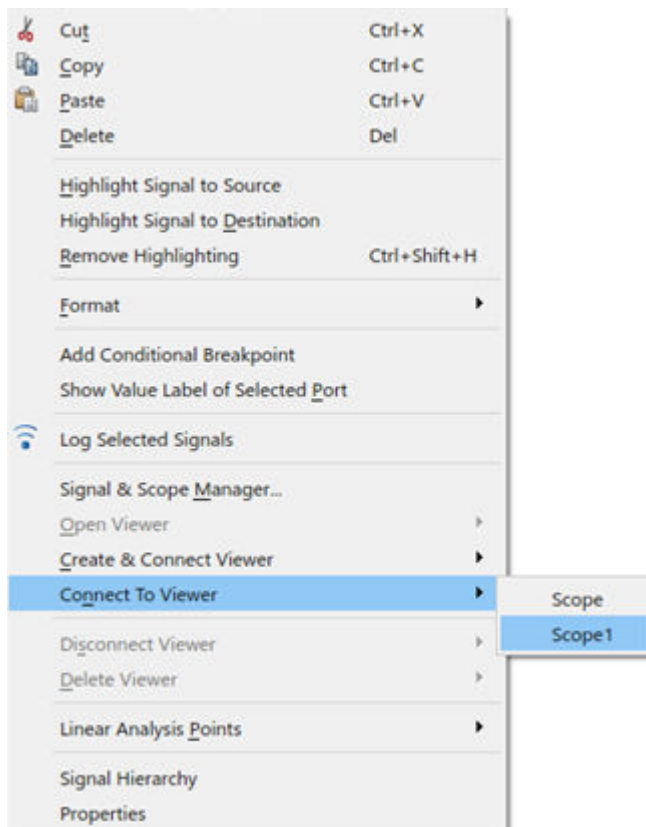 Cut Ctrl+X
Copy Ctrl+C
Paste Ctrl+V
Delete Del
Highlight Signal to Source
Highlight Signal to Destination
Remove Highlighting Ctrl+Shift+H
Format
Add Conditional Breakpoint
Show Value Label of Selected Port
Log Selected Signals
Signal & Scope Manager...
Open Viewer
Create & Connect Viewer
Connect To Viewer
Scope
Scope1
Disconnect Viewer
Delete Viewer
Linear Analysis Points
Signal Hierarchy
Properties